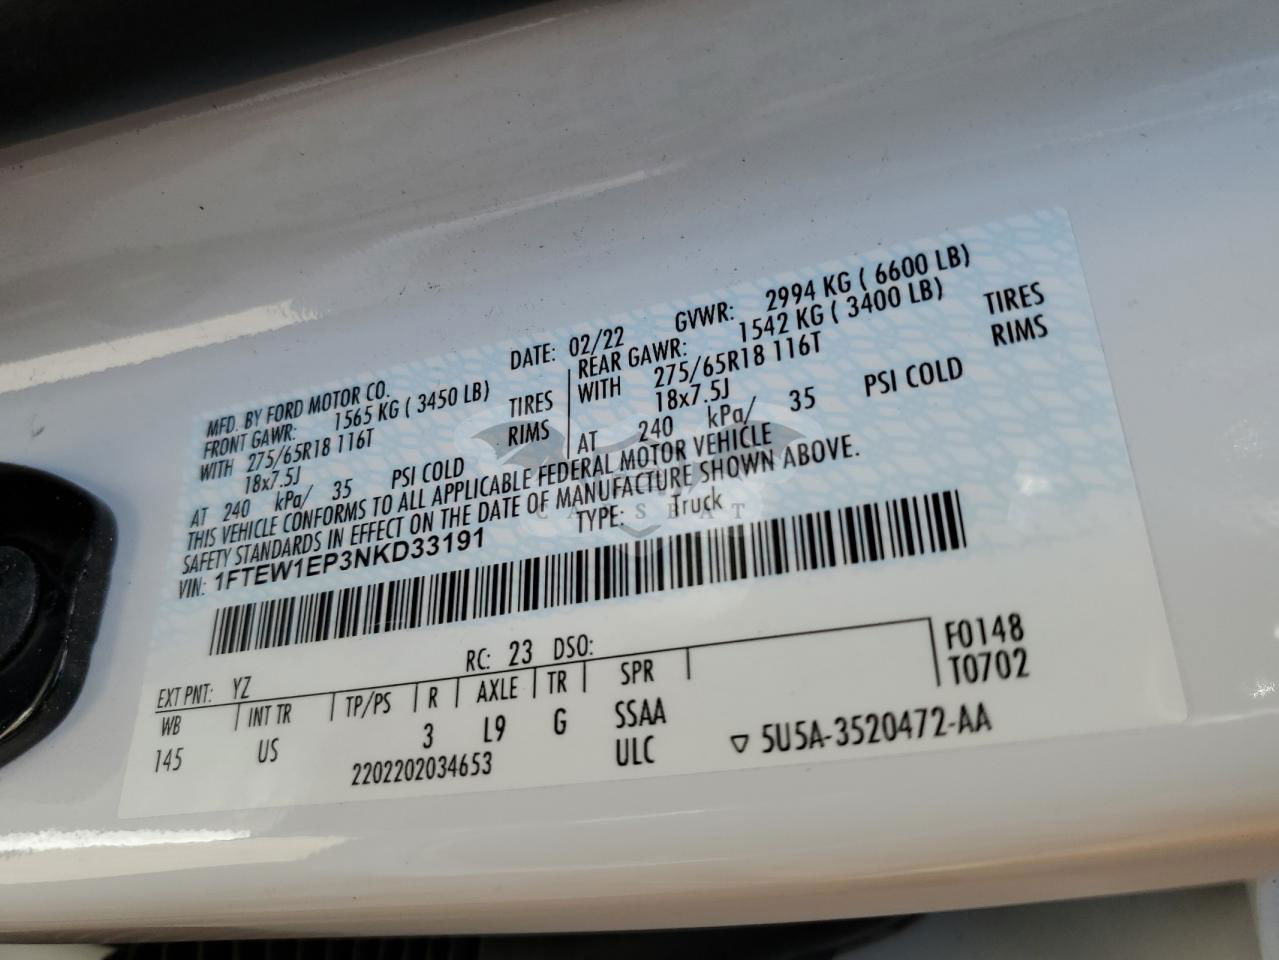 MFD. BY FORD MOTOR CO. DATE: 02/22 GVWR: 2994 KG ( 6600 LB)
FRONT GAWR: 1565 KG ( 3450 LB) REAR GAWR: 1542 KG ( 3400 LB)
WITH 275/65R18 116T TIRES WITH 275/65R18 116T TIRES
18x7.5J RIMS 18x7.5J RIMS
AT 240 kPa/ 35 PSI COLD AT 240 kPa/ 35 PSI COLD
THIS VEHICLE CONFORMS TO ALL APPLICABLE FEDERAL MOTOR VEHICLE
SAFETY STANDARDS IN EFFECT ON THE DATE OF MANUFACTURE SHOWN ABOVE.
VIN: 1FTEW1EP3NKD33191 TYPE: Truck
CARSBAT
EXT PNT: YZ RC: 23 DSO: F0148
WB INT TR TP/PS R AXLE TR SPR T0702
145 US 3 L9 G SSAA
2202202034653 ULC 5U5A-3520472-AA